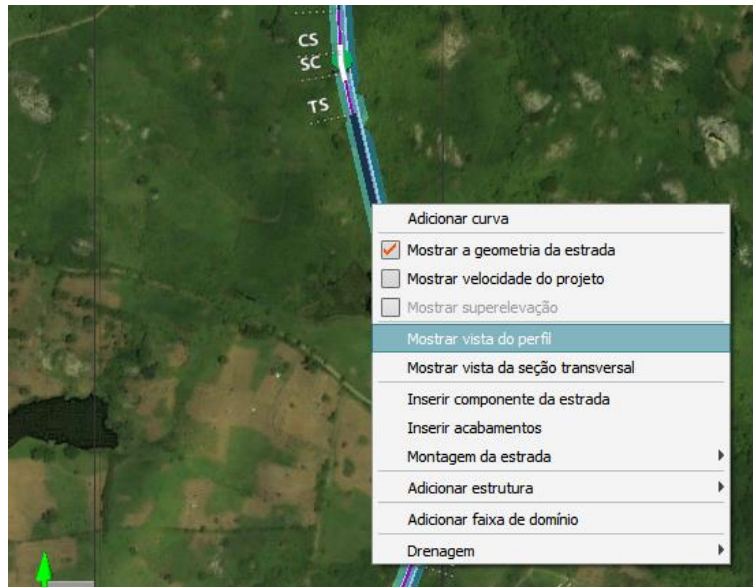 CS
SC
TS
Adicionar curva
Mostrar a geometria da estrada
Mostrar velocidade do projeto
Mostrar superelevação
Mostrar vista do perfil
Mostrar vista da seção transversal
Inserir componente da estrada
Inserir acabamentos
Montagem da estrada
Adicionar estrutura
Adicionar faixa de domínio
Drenagem